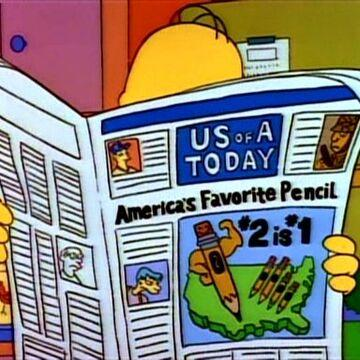 US OF A
TODAY
America's Favorite Pencil
#2 is #1